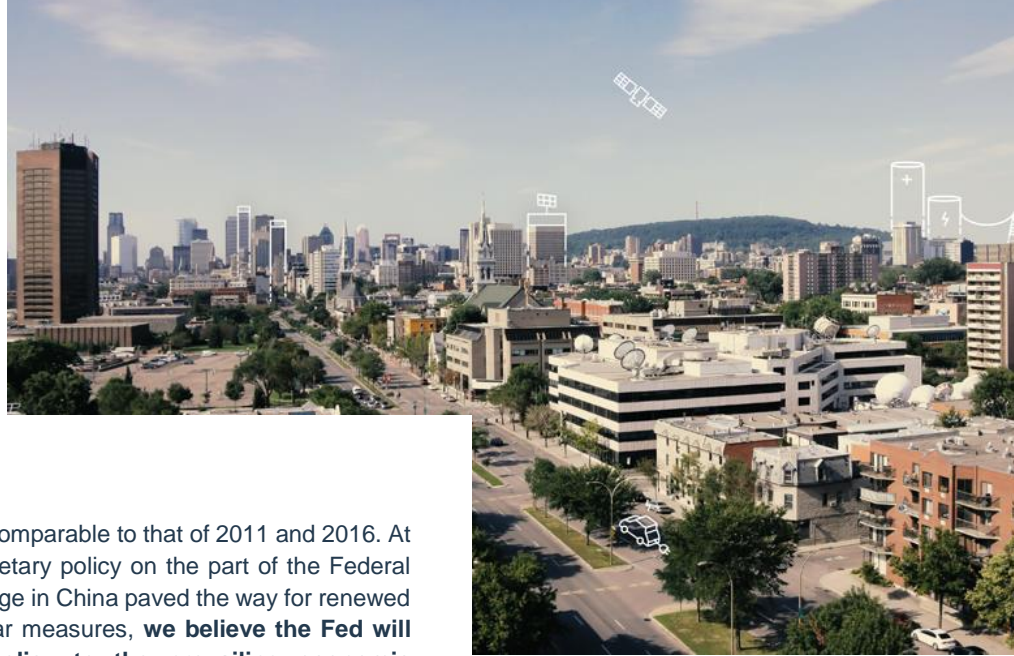 omparable to that of 2011 and 2016. At
etary policy on the part of the Federal
ge in China paved the way for renewed
ar measures, we believe the Fed will